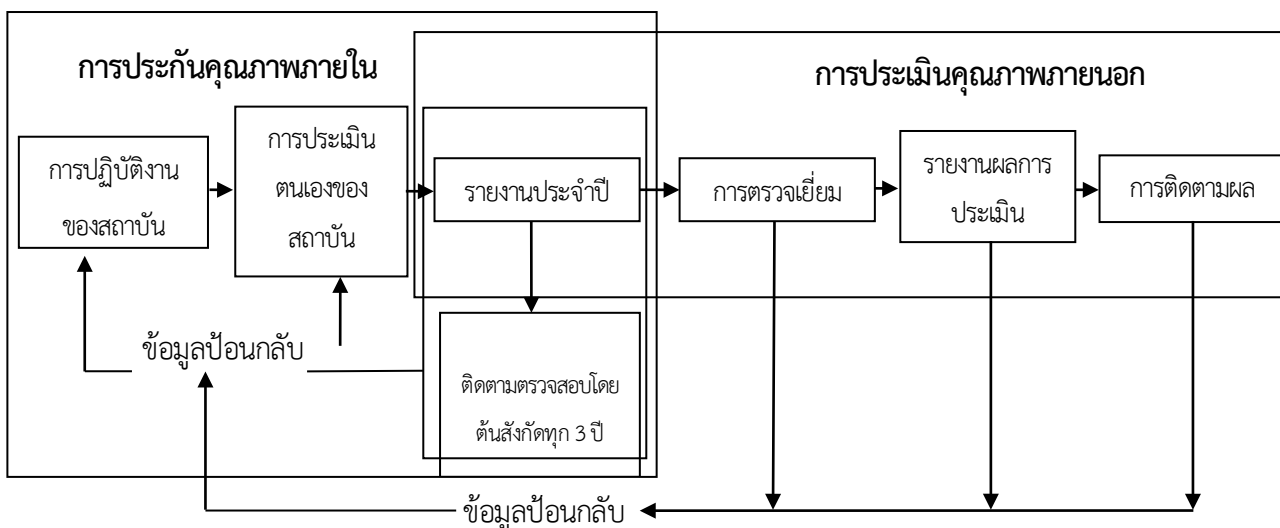 การประกันคุณภาพภายใน
การประเมินคุณภาพภายนอก
การปฏิบัติงาน
ของสถาบัน
การประเมิน
ตนเองของ
สถาบัน
รายงานประจำปี
การตรวจเยี่ยม
รายงานผลการ
ประเมิน
การติดตามผล
ข้อมูลป้อนกลับ
ติดตามตรวจสอบโดย
ต้นสังกัดทุก 3 ปี
ข้อมูลป้อนกลับ